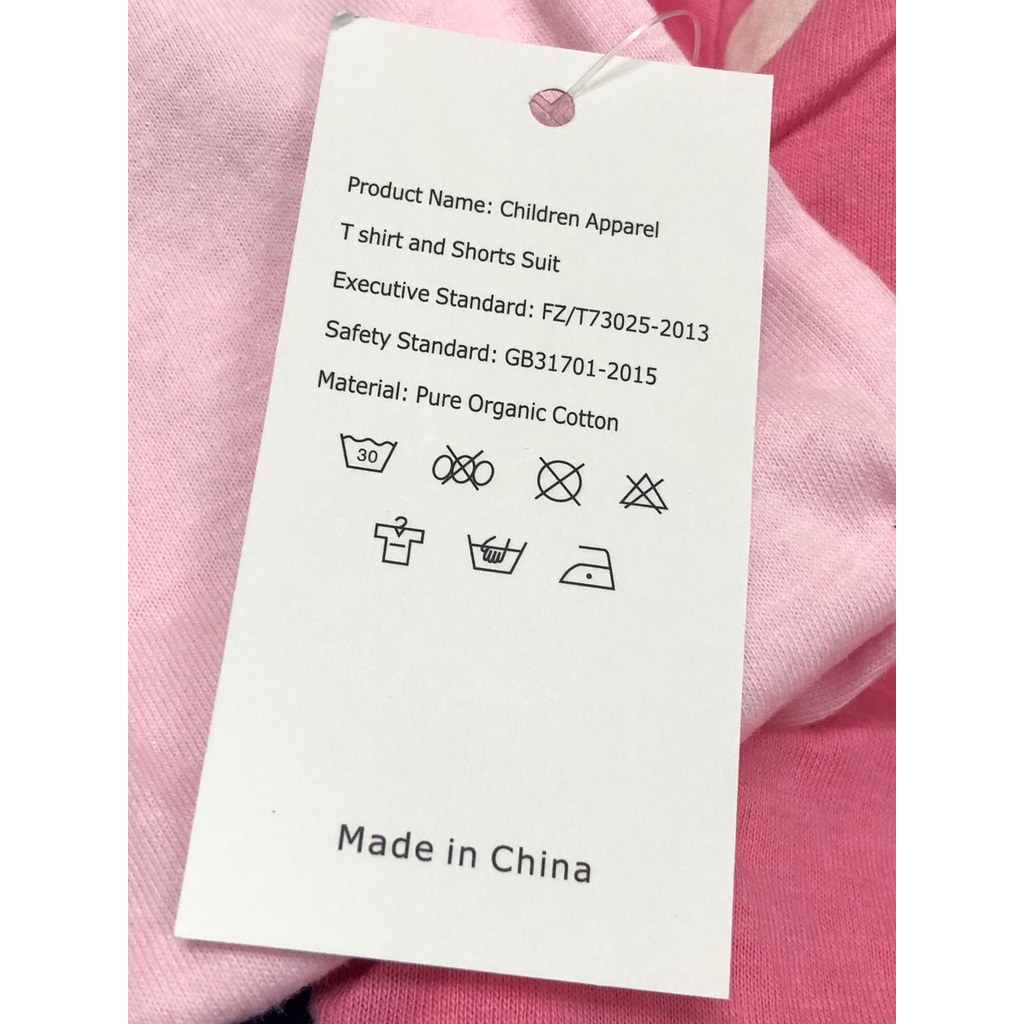 Product Name: Children Apparel
T shirt and Shorts Suit
Executive Standard: FZ/T73025-2013
Safety Standard: GB31701-2015
Material: Pure Organic Cotton
30
Made in China